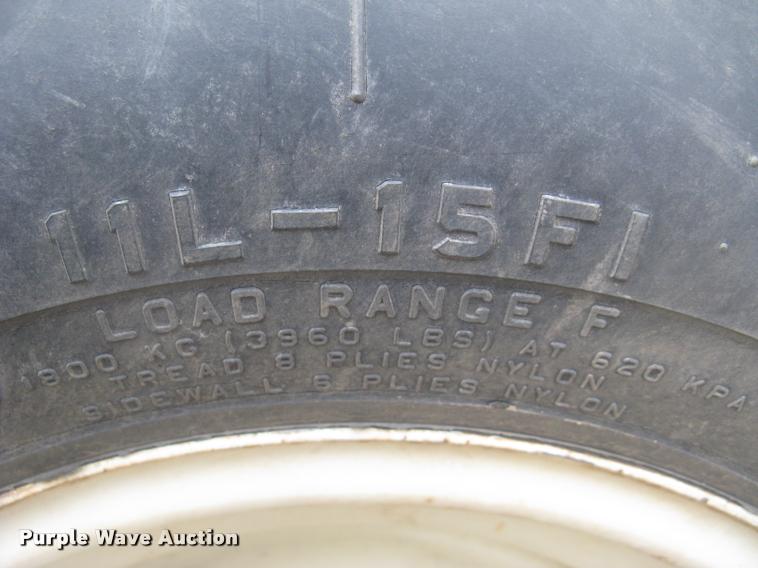 11L-15FI
LOAD RANGE F
1800 KG (3960 LBS) AT 620 KPA
TREAD 8 PLIES NYLON
SIDEWALL 6 PLIES NYLON
Purple Wave Auction